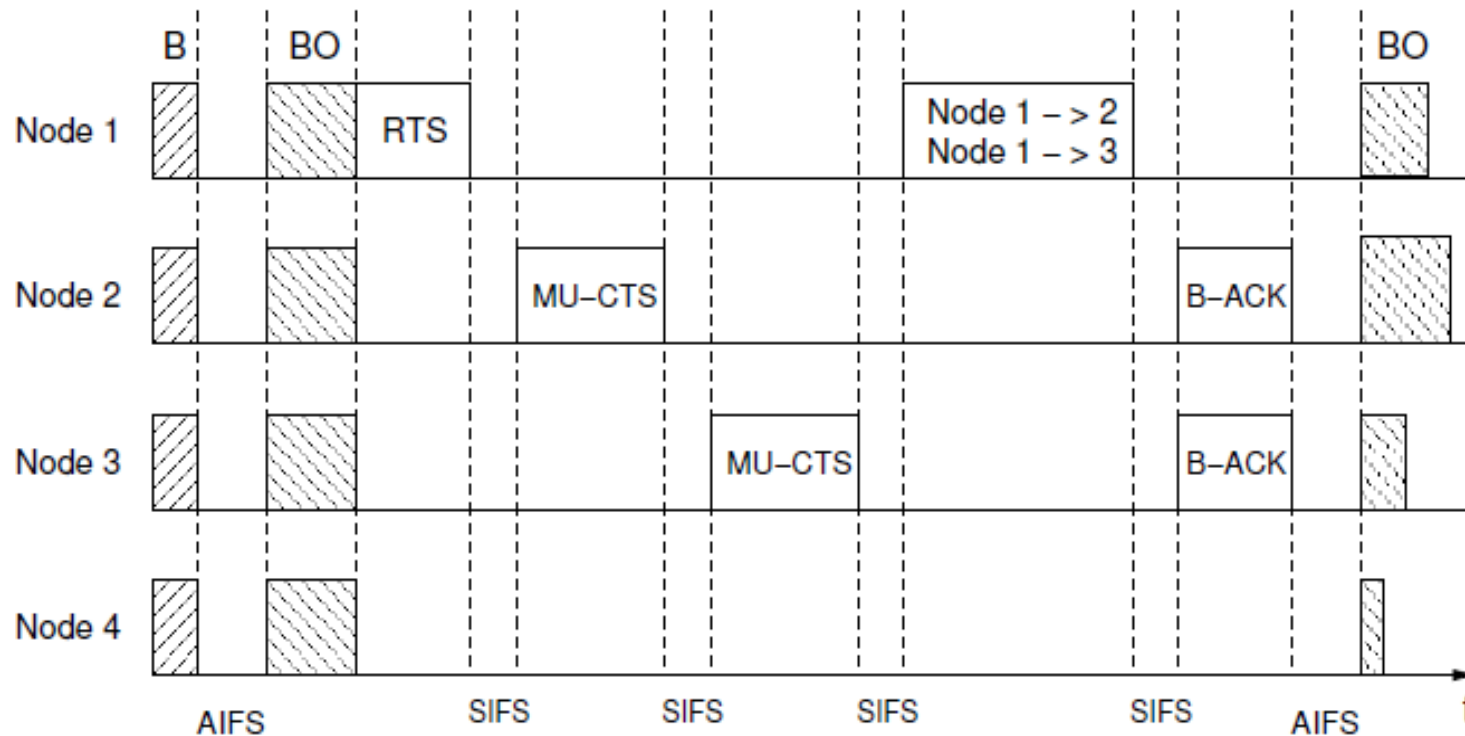 B BO BO
Node 1 RTS Node 1 – > 2
Node 1 – > 3
Node 2 MU–CTS B–ACK
Node 3 MU–CTS B–ACK
Node 4
AIFS SIFS SIFS SIFS SIFS AIFS t